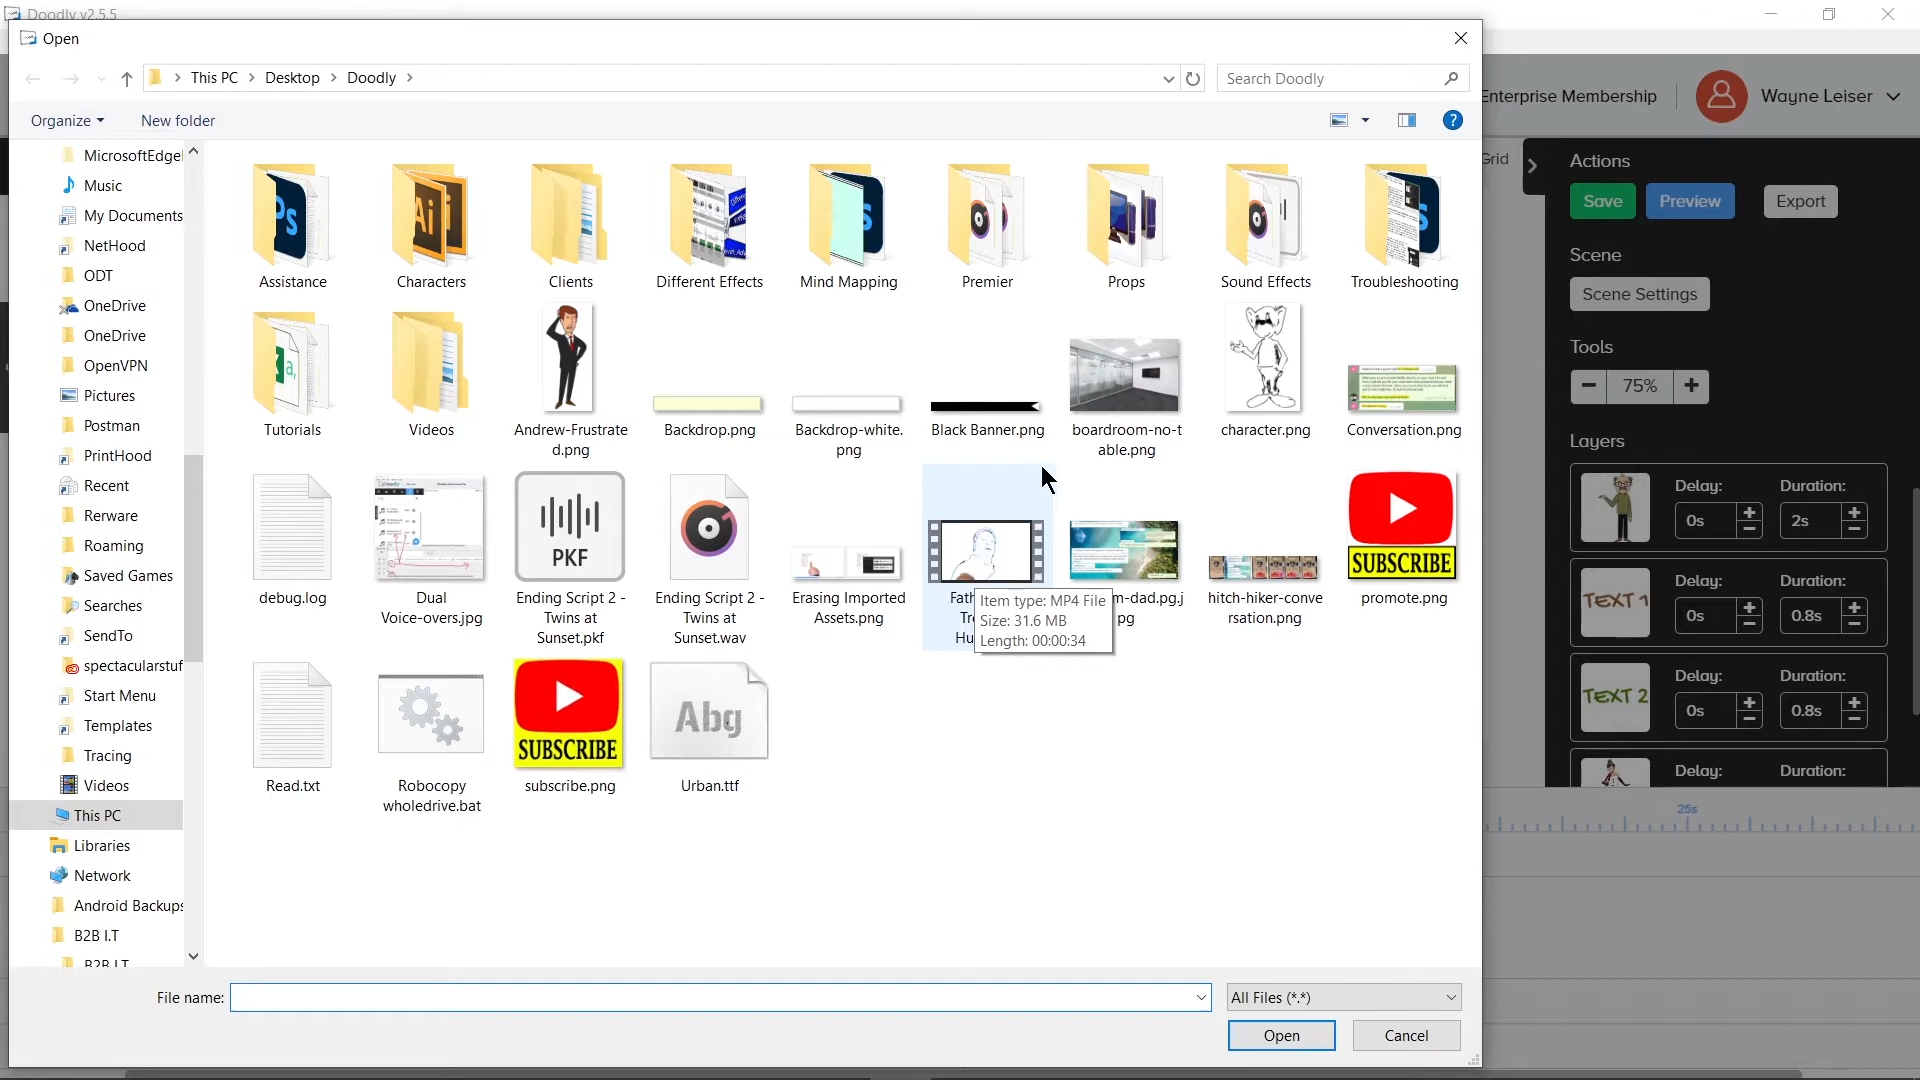 Doodly v2.5.5
Open
This PC > Desktop > Doodly >
Search Doodly
Enterprise Membership
Wayne Leiser
Organize
New folder
Grid
MicrosoftEdge
Music
My Documents
NetHood
ODT
OneDrive
OneDrive
OpenVPN
Pictures
Postman
PrintHood
Recent
Rerware
Roaming
Saved Games
Searches
SendTo
spectacularstuf
Start Menu
Templates
Tracing
Videos
This PC
Libraries
Network
Android Backups
B2B I.T
B2B I.T
Assistance
Characters
Clients
Different Effects
Mind Mapping
Premier
Props
Sound Effects
Troubleshooting
Tutorials
Videos
Andrew-Frustrate
d.png
Backdrop.png
Backdrop-white.
png
Black Banner.png
boardroom-no-t
able.png
character.png
Conversation.png
PKF
SUBSCRIBE
debug.log
Dual
Voice-overs.jpg
Ending Script 2 -
Twins at
Sunset.pkf
Ending Script 2 -
Twins at
Sunset.wav
Erasing Imported
Assets.png
Fath
Tr
Hu
Item type: MP4 File
Size: 31.6 MB
Length: 00:00:34
m-dad.pg.j
pg
hitch-hiker-conve
rsation.png
promote.png
SUBSCRIBE
Abg
Read.txt
Robocopy
wholedrive.bat
subscribe.png
Urban.ttf
File name:
All Files (*.*)
Open
Cancel
Actions
Save
Preview
Export
Scene
Scene Settings
Tools
75%
Layers
Delay:
Duration:
0s
2s
TEXT 1
Delay:
Duration:
0s
0.8s
TEXT 2
Delay:
Duration:
0s
0.8s
Delay:
Duration:
25s